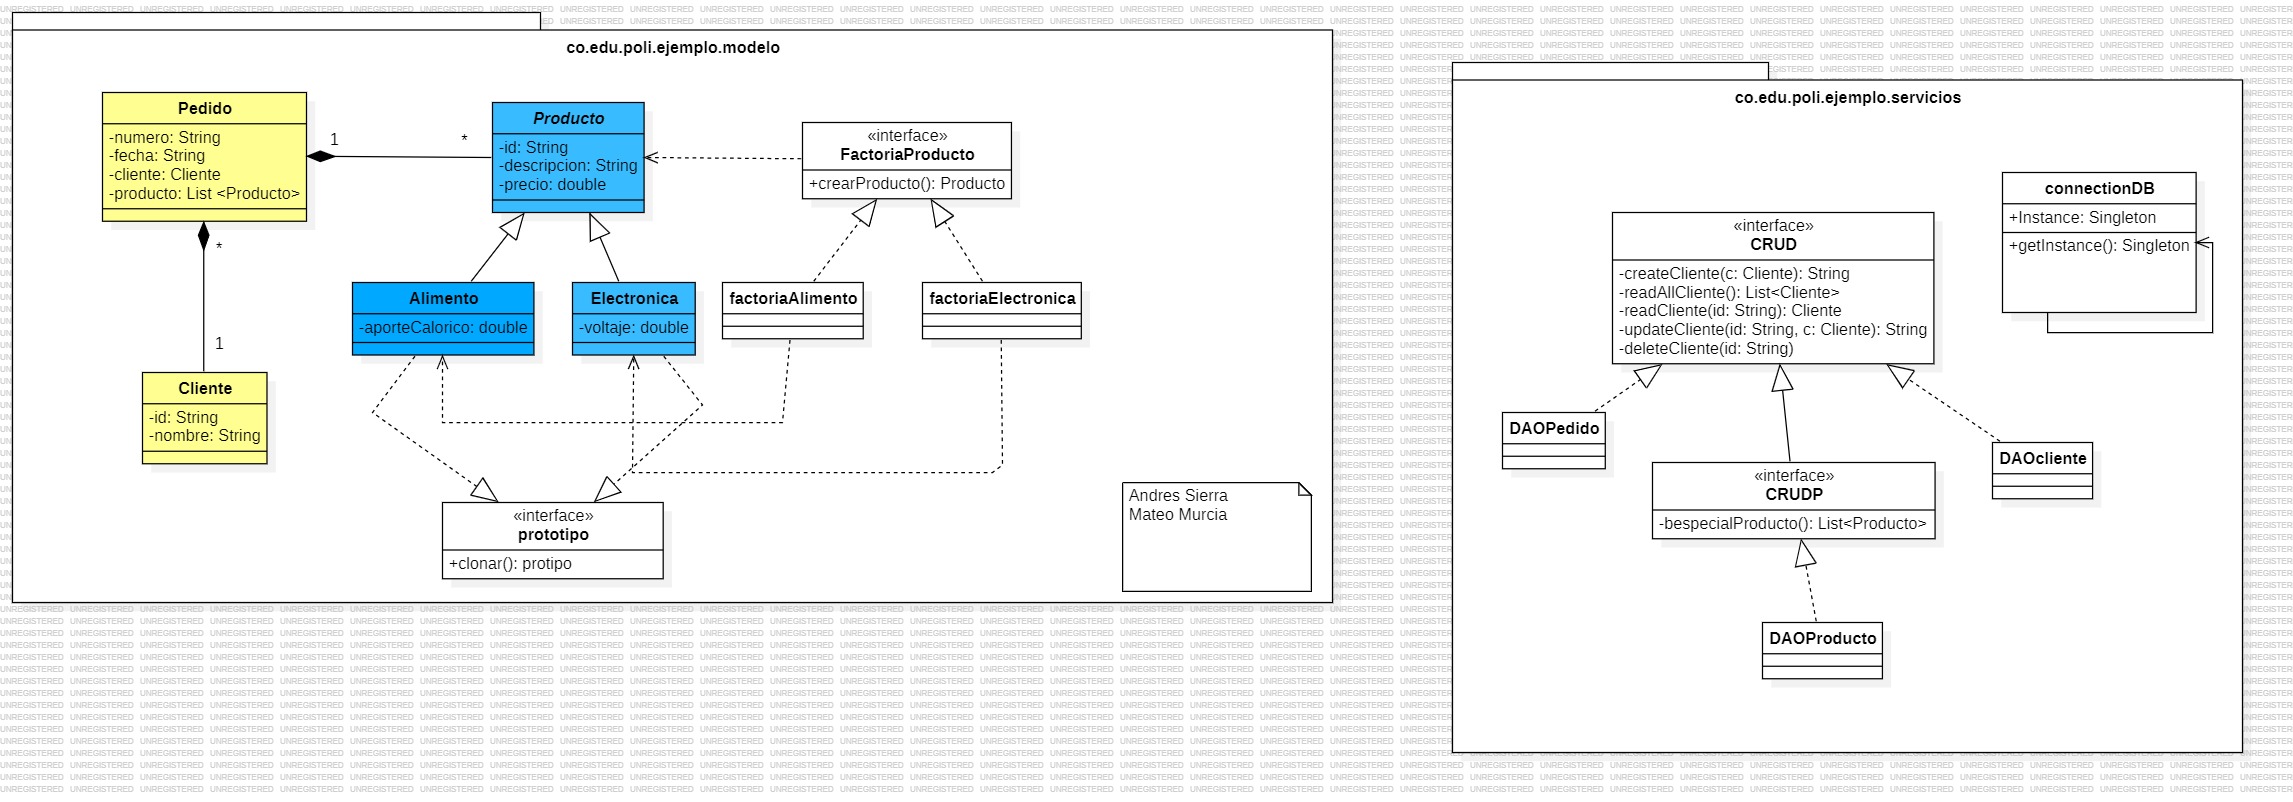 co.edu.poli.ejemplo.modelo
Pedido
-numero: String
-fecha: String
-cliente: Cliente
-producto: List <Producto>
1
*
Producto
-id: String
-descripcion: String
-precio: double
«interface»
FactoriaProducto
+crearProducto(): Producto
*
1
Alimento
-aporteCalorico: double
Electronica
-voltaje: double
factoriaAlimento
factoriaElectronica
Cliente
-id: String
-nombre: String
«interface»
prototipo
+clonar(): protipo
Andres Sierra
Mateo Murcia
co.edu.poli.ejemplo.servicios
«interface»
CRUD
-createCliente(c: Cliente): String
-readAllCliente(): List<Cliente>
-readCliente(id: String): Cliente
-updateCliente(id: String, c: Cliente): String
-deleteCliente(id: String)
connectionDB
+Instance: Singleton
+getInstance(): Singleton
DAOPedido
«interface»
CRUDP
-bespecialProducto(): List<Producto>
DAOcliente
DAOProducto
UNREGISTERED